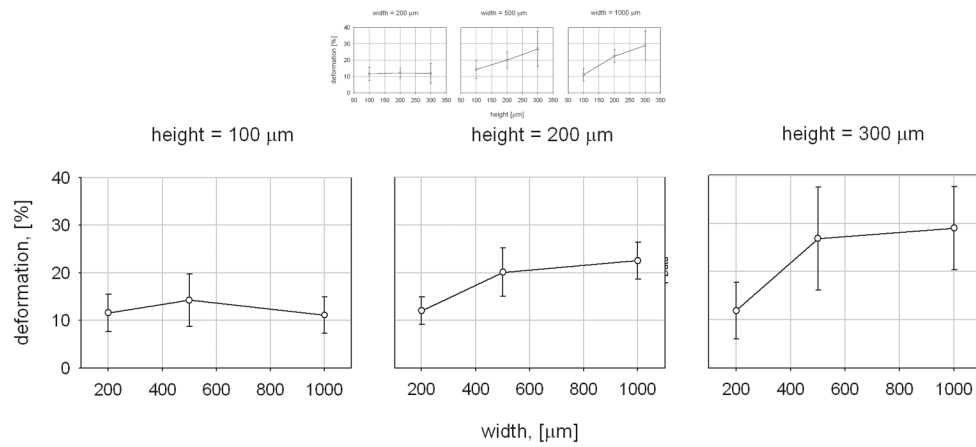 width = 200 μm width = 500 μm width = 1000 μm
40
30
20
10
0
deformation [%]
50 100 150 200 250 300 350 50 100 150 200 250 300 350 50 100 150 200 250 300 350
height [μm]
height = 100 μm height = 200 μm height = 300 μm
40
30
20
10
0
deformation, [%]
200 400 600 800 1000 200 400 600 800 1000 200 400 600 800 1000
width, [μm]